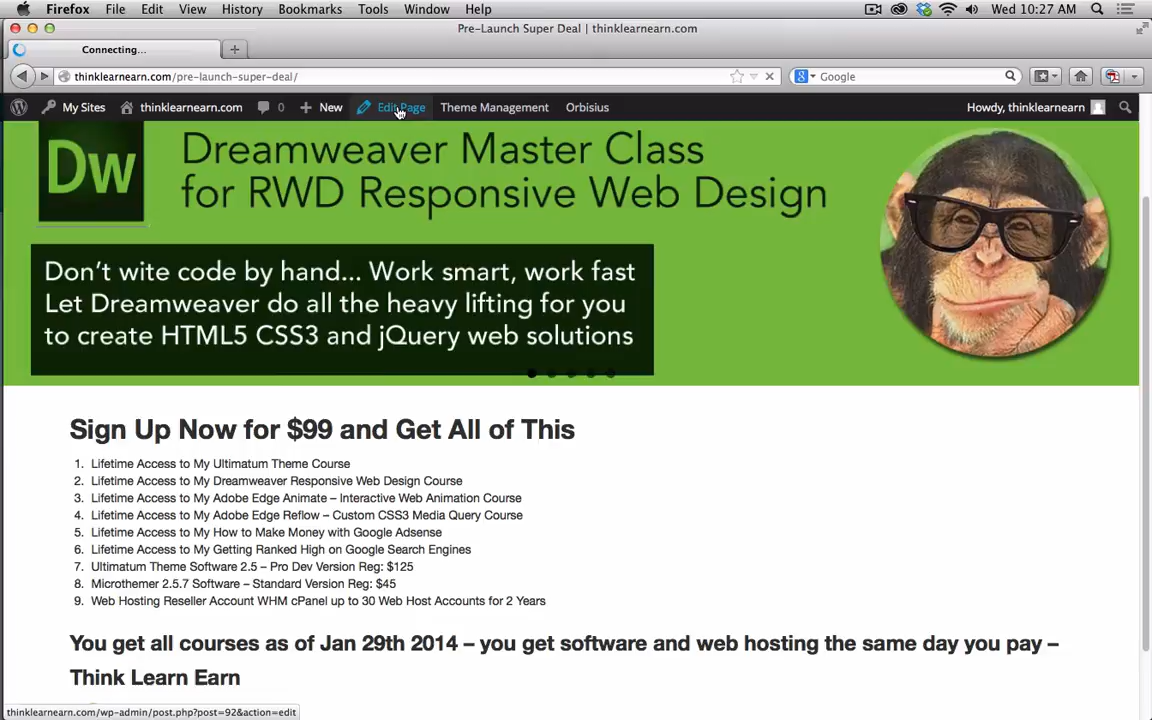 Firefox File Edit View History Bookmarks Tools Window Help Wed 10:27 AM
Pre-Launch Super Deal | thinklearnearn.com
Connecting...
thinklearnearn.com/pre-launch-super-deal/ Google
My Sites thinklearnearn.com 0 New Edit Page Theme Management Orbisius Howdy, thinklearnearn
Dw
Dreamweaver Master Class
for RWD Responsive Web Design
Don't wite code by hand... Work smart, work fast
Let Dreamweaver do all the heavy lifting for you
to create HTML5 CSS3 and jQuery web solutions
Sign Up Now for $99 and Get All of This
1. Lifetime Access to My Ultimatum Theme Course
2. Lifetime Access to My Dreamweaver Responsive Web Design Course
3. Lifetime Access to My Adobe Edge Animate – Interactive Web Animation Course
4. Lifetime Access to My Adobe Edge Reflow – Custom CSS3 Media Query Course
5. Lifetime Access to My How to Make Money with Google Adsense
6. Lifetime Access to My Getting Ranked High on Google Search Engines
7. Ultimatum Theme Software 2.5 – Pro Dev Version Reg: $125
8. Microthemer 2.5.7 Software – Standard Version Reg: $45
9. Web Hosting Reseller Account WHM cPanel up to 30 Web Host Accounts for 2 Years
You get all courses as of Jan 29th 2014 – you get software and web hosting the same day you pay –
Think Learn Earn
thinklearnearn.com/wp-admin/post.php?post=92&action=edit